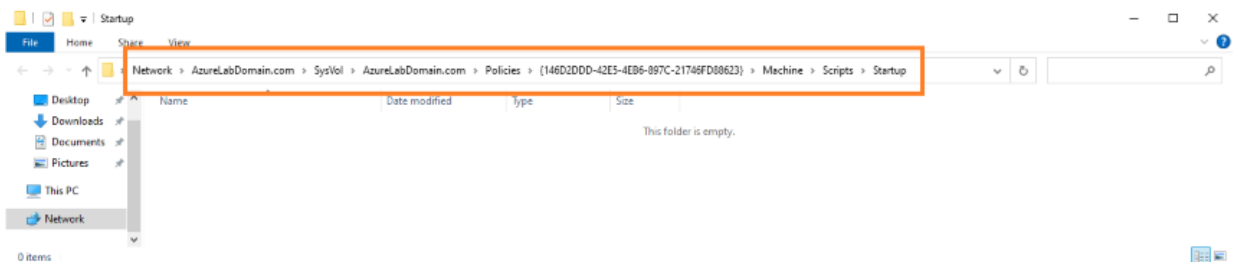 Startup
File Home Share View
Network > AzureLabDomain.com > SysVol > AzureLabDomain.com > Policies > {146D2DDD-42E5-4EB6-897C-21746FD88623} > Machine > Scripts > Startup
Name Date modified Type Size
This folder is empty.
Desktop
Downloads
Documents
Pictures
This PC
Network
0 items